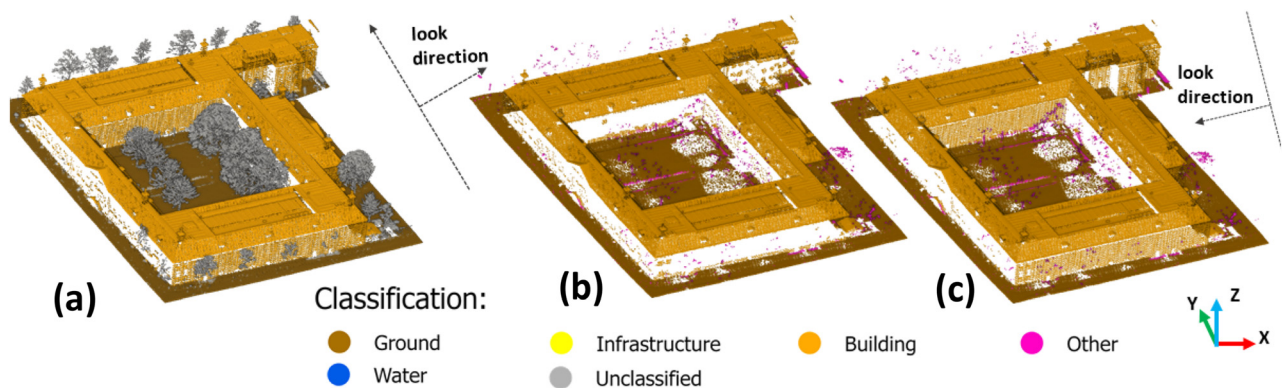 look
direction
look
direction
(a)
(b)
(c)
Classification:
Ground
Infrastructure
Building
Other
Water
Unclassified
Y
Z
X